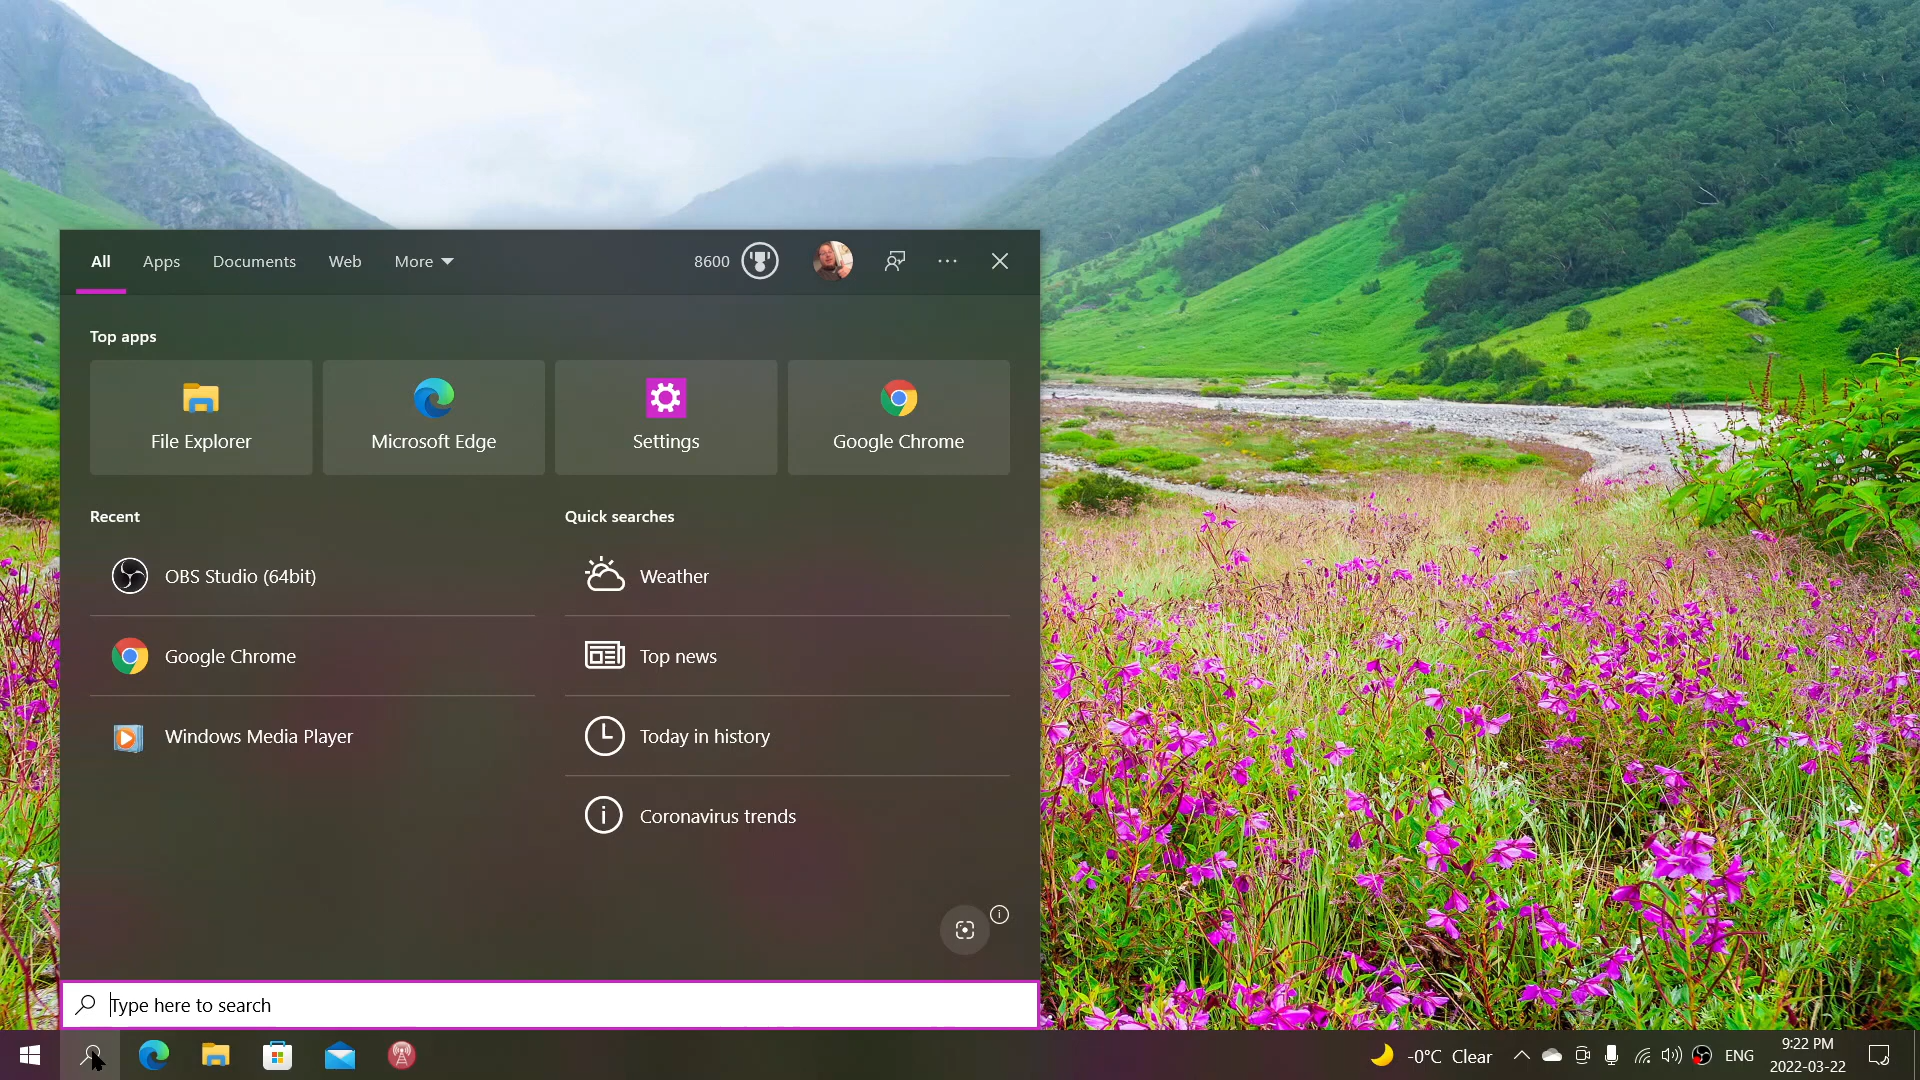 All Apps Documents Web More 8600
Top apps
File Explorer Microsoft Edge Settings Google Chrome
Recent Quick searches
OBS Studio (64bit) Weather
Google Chrome Top news
Windows Media Player Today in history
Coronavirus trends
Type here to search
-0°C Clear ENG 9:22 PM
2022-03-22